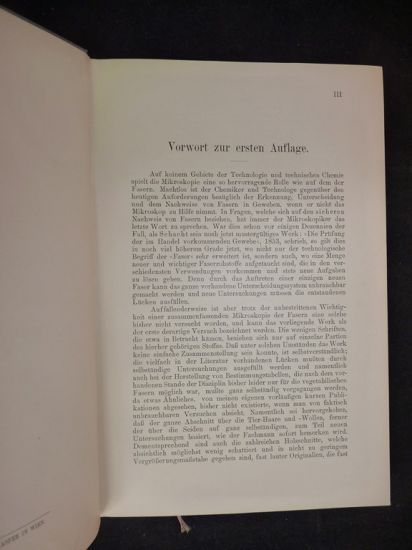 III
Vorwort zur ersten Auflage.
Auf keinem Gebiete der Technologie und technischen Chemie
spielt die Mikroskopie eine so hervorragende Rolle wie auf dem der
Fasern. Machtlos ist der Chemiker und Technologe gegenüber den
heutigen Anforderungen bezüglich der Erkennung, Unterscheidung
und dem Nachweise von Fasern in Geweben, wenn er nicht das
Mikroskop zu Hilfe nimmt. In Fragen, welche sich auf den sicheren
Nachweis von Fasern beziehen, hat immer der Mikroskopiker das
letzte Wort zu sprechen. War dies schon vor einigen Dezennien der
Fall, als Schacht sein noch jetzt mustergültiges Werk: »Die Prüfung
der im Handel vorkommenden Gewebe«, 1853, schrieb, so gilt dies
in noch viel höherem Grade jetzt, wo nicht nur der technologische
Begriff der »Faser« sehr erweitert ist, sondern auch, wo eine Menge
neuer und wichtiger Faserrohstoffe aufgetaucht sind, die in den ver-
schiedensten Verwendungen vorkommen und stets neue Aufgaben
zu lösen geben. Denn durch das Auftreten einer einzigen neuen
Faser kann das ganze vorhandene Unterscheidungssystem unbrauchbar
gemacht werden und neue Untersuchungen müssen die entstandenen
Lücken ausfüllen.
Auffallenderweise ist aber trotz der unbestrittenen Wichtig-
keit einer zusammenfassenden Mikroskopie der Fasern eine solche
bisher nicht versucht worden, und kann das vorliegende Werk als
der erste derartige Versuch bezeichnet werden. Die wenigen Schriften,
die etwa in Betracht kämen, beziehen sich nur auf einzelne Partien
des hierher gehörigen Stoffes. Daß unter solchen Umständen das Werk
keine einfache Zusammenstellung sein konnte, ist selbstverständlich;
die vielfach in der Literatur vorhandenen Lücken mußten durch
selbständige Untersuchungen ausgefüllt werden und namentlich
auch bei der Herstellung von Bestimmungstabellen, die nach dem vor-
handenen Stande der Disziplin bisher leider nur für die vegetabilischen
Fasern möglich war, mußte ganz selbständig vorgegangen werden,
da etwas Ähnliches, von meinen eigenen vorläufigen kurzen Publi-
kationen abgesehen, bisher nicht existierte, wenn man von faktisch
unbrauchbaren Versuchen absieht. Namentlich sei hervorgehoben,
daß der ganze Abschnitt über die Tier-Haare und -Wollen, ferner
der über die Seiden auf ganz selbständigen, zum Teil neuen
Untersuchungen basiert, wie der Fachmann sofort bemerken wird.
Dementsprechend sind auch die zahlreichen Holzschnitte, welche
absichtlich möglichst wenig schattiert und in nicht zu geringem
Vergrößerungsmaßstabe gegeben sind, fast lauter Originalien, die fast
IN WIEN.